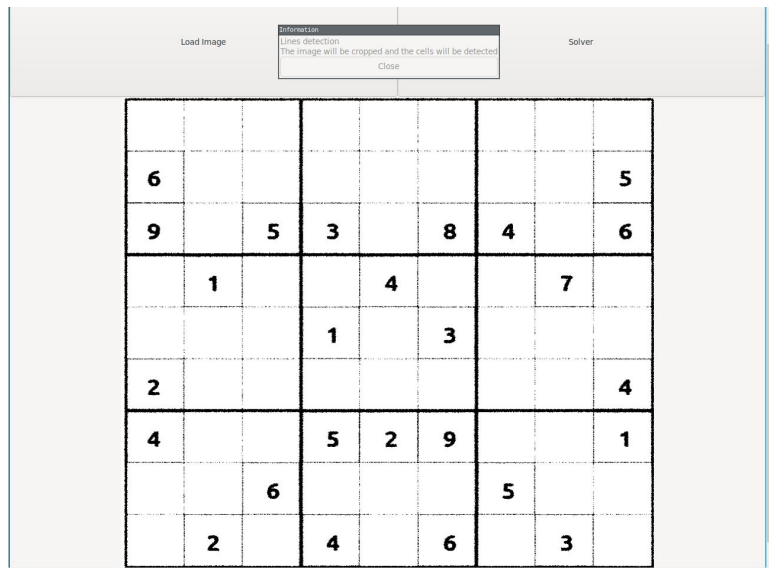 Information
Load Image
Lines detection
Solver
The image will be cropped and the cells will be detected
Close
6 5
9 5 3 8 4 6
1 4 7
1 3
2 4
4 5 2 9 1
6 5
2 4 6 3